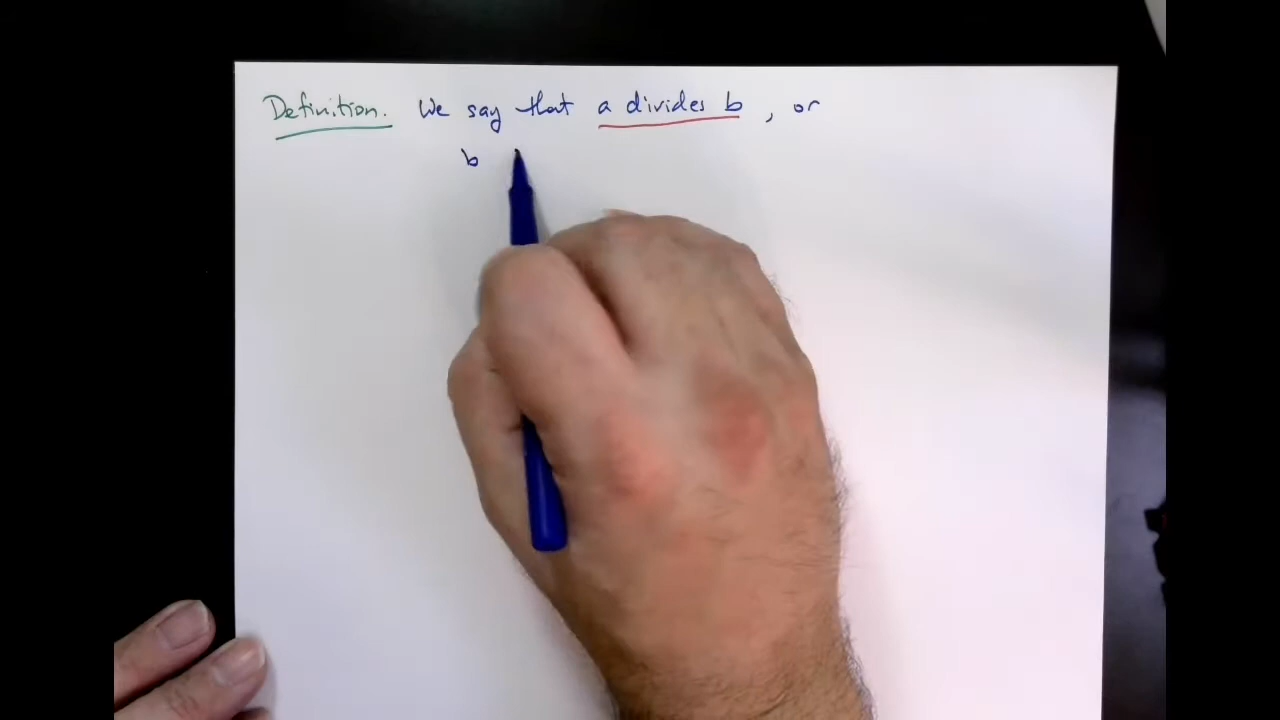 Definition. We say that a divides b, or
b